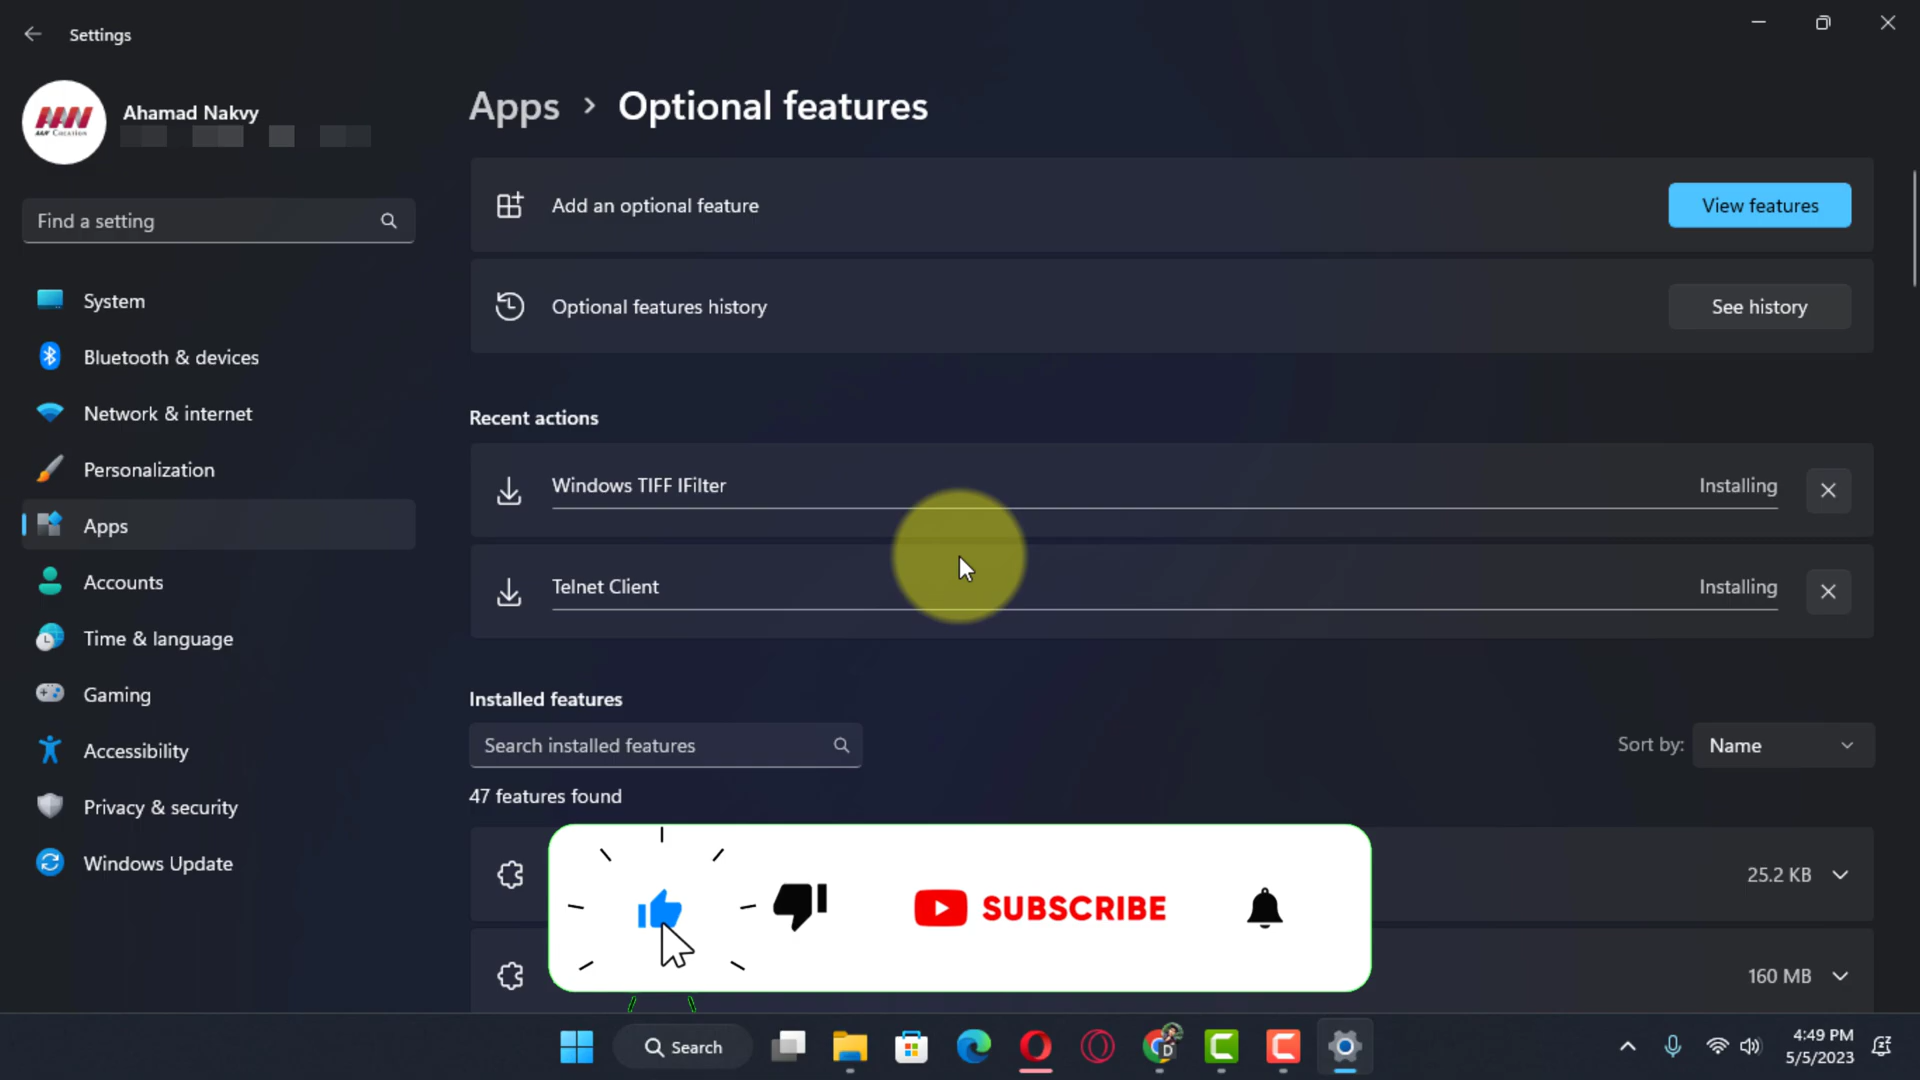 Settings
AAN
AAN Creation
Ahamad Nakvy
Find a setting
System
Bluetooth & devices
Network & internet
Personalization
Apps
Accounts
Time & language
Gaming
Accessibility
Privacy & security
Windows Update
Apps > Optional features
Add an optional feature
View features
Optional features history
See history
Recent actions
Windows TIFF IFilter
Installing
Telnet Client
Installing
Installed features
Search installed features
Sort by: Name
47 features found
25.2 KB
160 MB
SUBSCRIBE
Search
D
4:49 PM
5/5/2023